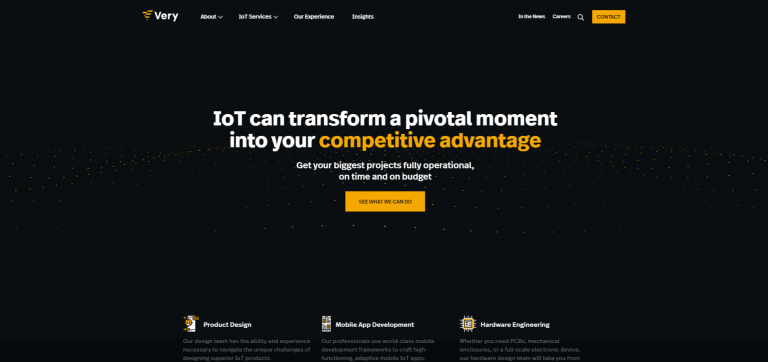 Very
About
IoT Services
Our Experience
Insights
In the News
Careers
CONTACT
IoT can transform a pivotal moment
into your competitive advantage
Get your biggest projects fully operational,
on time and on budget
SEE WHAT WE CAN DO
Product Design
Our design team has the ability and experience
necessary to navigate the unique challenges of
designing superior IoT products.
Mobile App Development
Our professionals use world-class mobile
development frameworks to craft high-
functioning, adaptive mobile IoT apps.
Hardware Engineering
Whether you need PCBs, mechanical
enclosures, or a full-scale electronic device,
our hardware design team will take you from